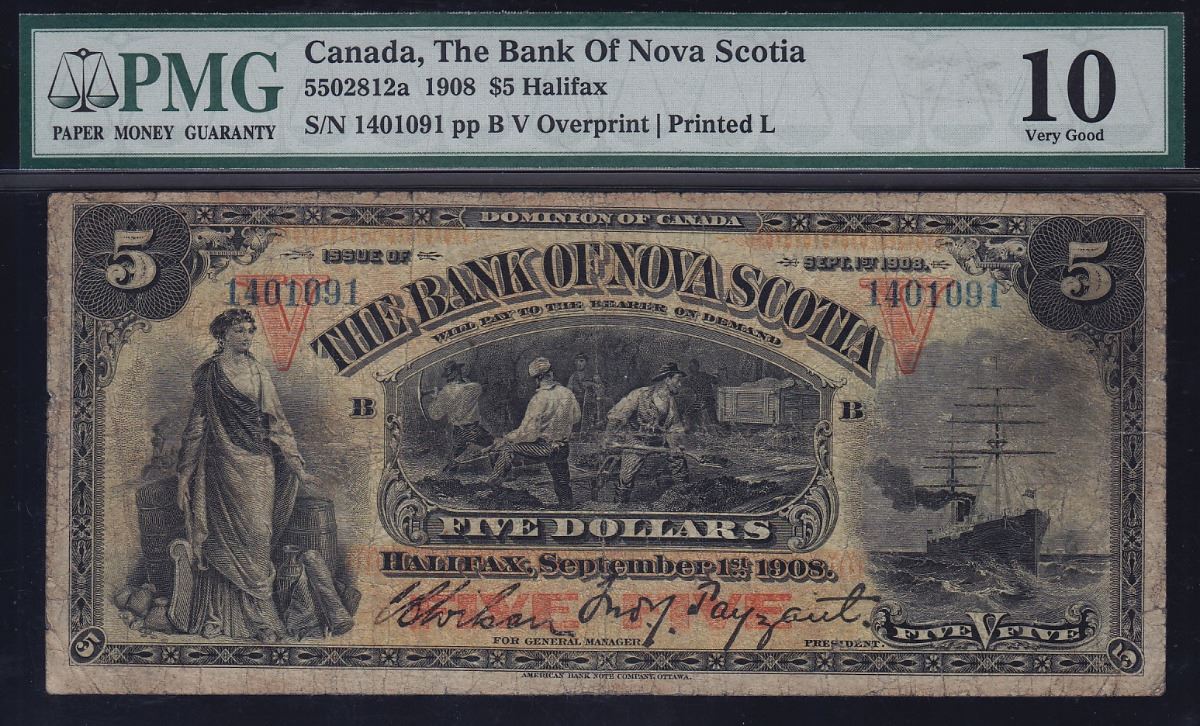 PMG
PAPER MONEY GUARANTY
Canada, The Bank Of Nova Scotia
5502812a 1908 $5 Halifax
S/N 1401091 pp B V Overprint | Printed L
10
Very Good
5
DOMINION OF CANADA
5
ISSUE OF
SEPT. 1ST 1908.
1401091
1401091
V
V
THE BANK OF NOVA SCOTIA
WILL PAY TO THE BEARER ON DEMAND
B
B
FIVE DOLLARS
HALIFAX, September 1st 1908.
FIVE FIVE
Jno. Y. Payzant.
FOR GENERAL MANAGER
PRESIDENT.
FIVE V FIVE
5
5
AMERICAN BANK NOTE COMPANY, OTTAWA.